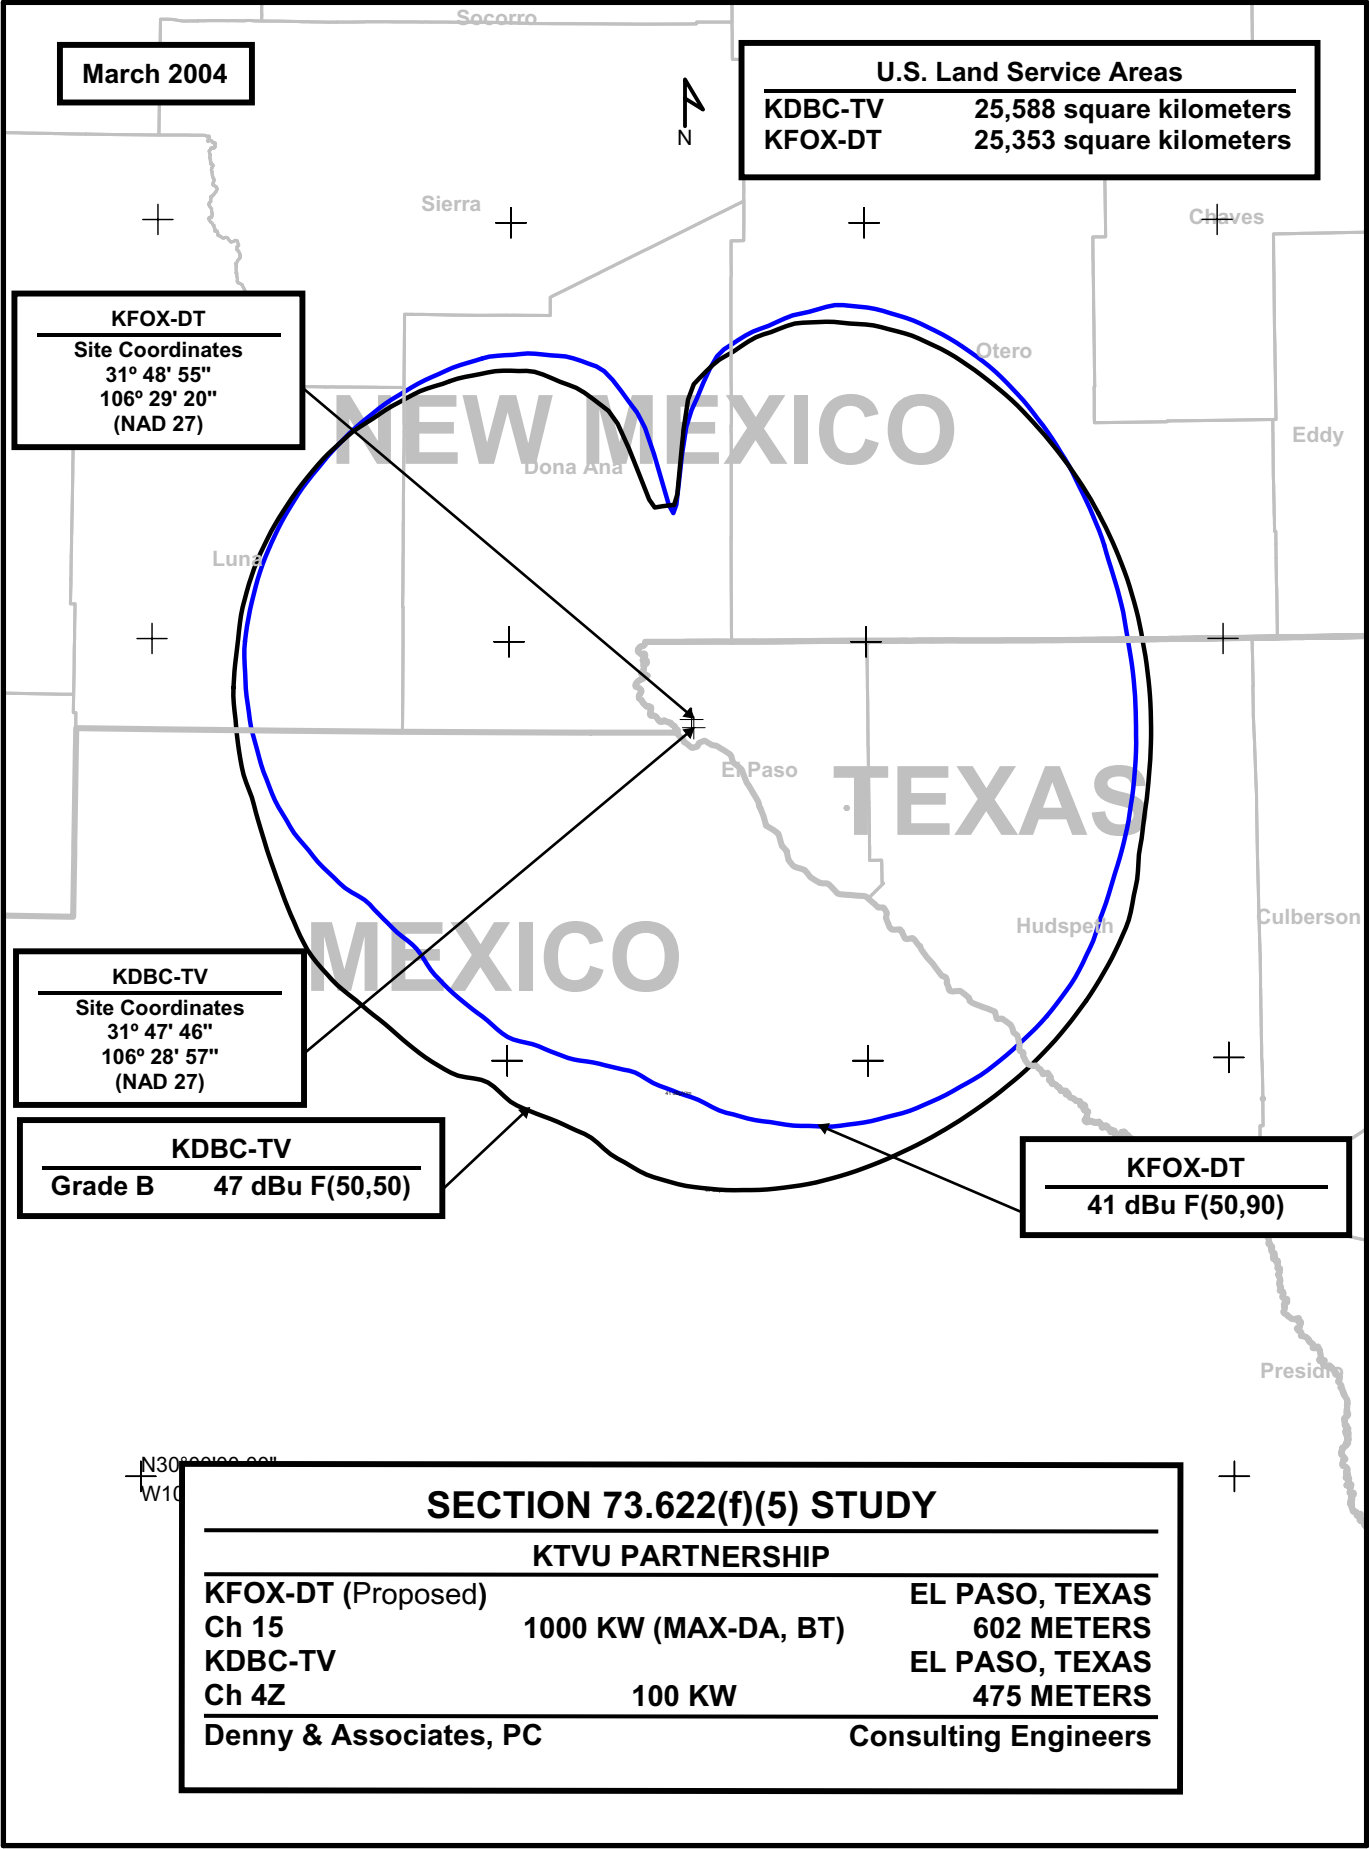 Socorro
March 2004
U.S. Land Service Areas
KDBC-TV 25,588 square kilometers
KFOX-DT 25,353 square kilometers
N
Sierra
Chaves
KFOX-DT
Site Coordinates
31º 48' 55"
106º 29' 20"
(NAD 27)
Otero
NEW MEXICO
Eddy
Dona Ana
Luna
El Paso
TEXAS
Hudspeth
Culberson
MEXICO
KDBC-TV
Site Coordinates
31º 47' 46"
106º 28' 57"
(NAD 27)
KDBC-TV
Grade B 47 dBu F(50,50)
KFOX-DT
41 dBu F(50,90)
Presidio
SECTION 73.622(f)(5) STUDY
KTVU PARTNERSHIP
KFOX-DT (Proposed) EL PASO, TEXAS
Ch 15 1000 KW (MAX-DA, BT) 602 METERS
KDBC-TV EL PASO, TEXAS
Ch 4Z 100 KW 475 METERS
Denny & Associates, PC Consulting Engineers